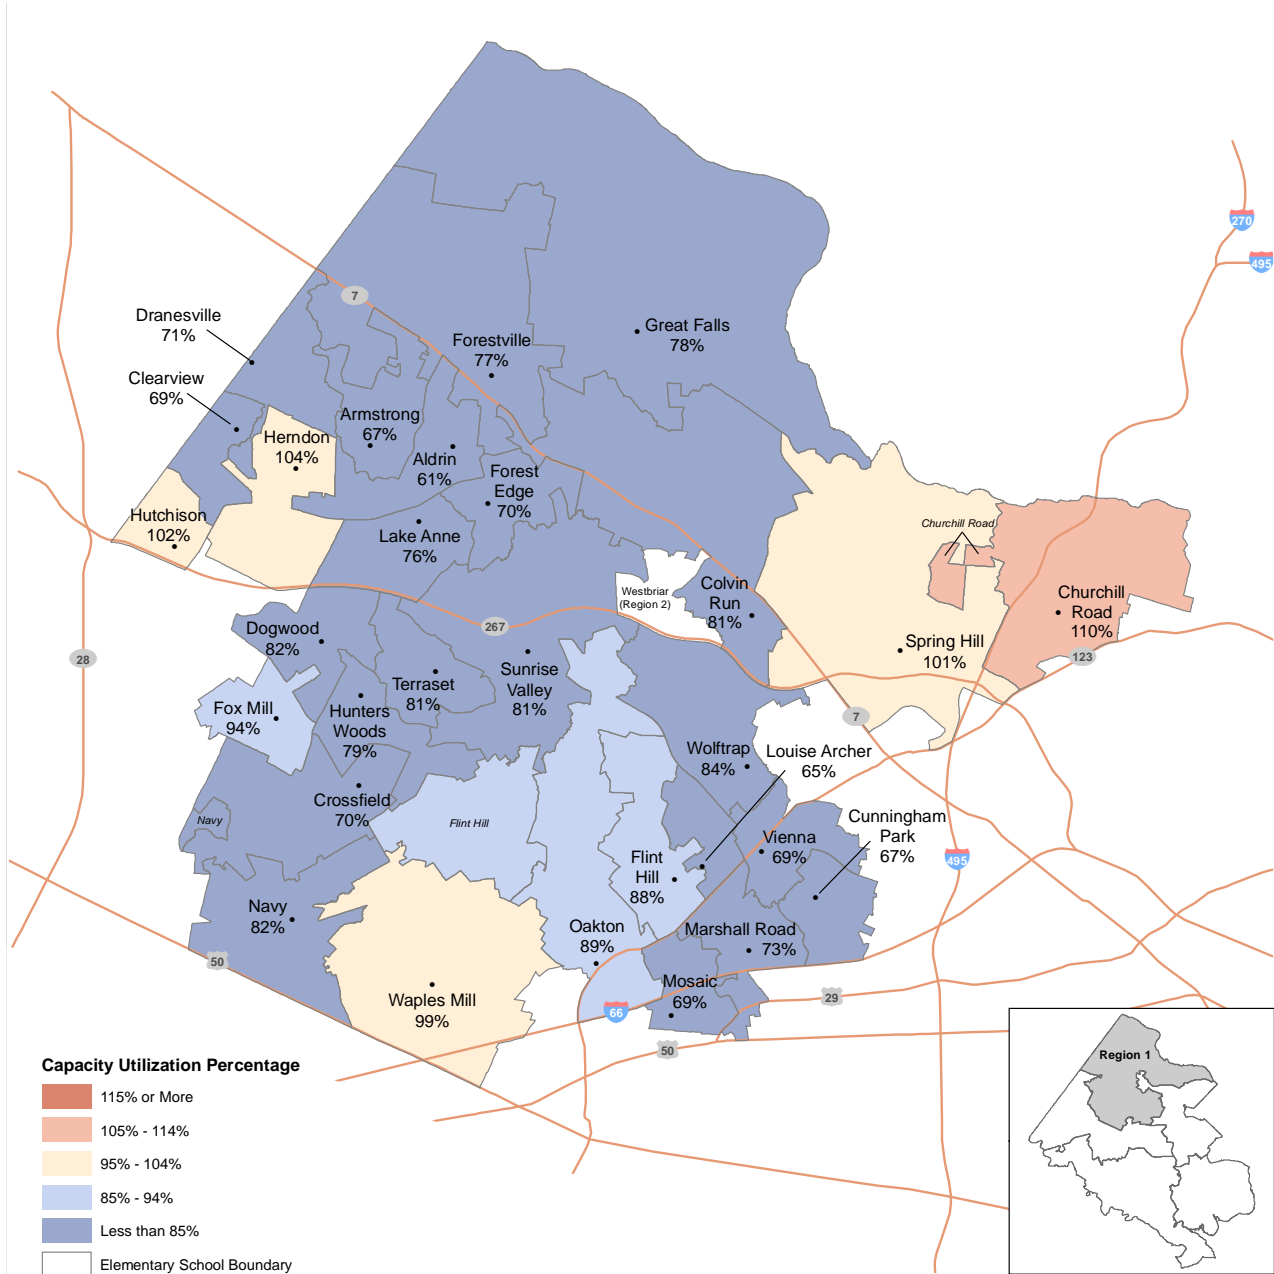 270
495
7
Dranesville
71%
Great Falls
78%
Forestville
77%
Clearview
69%
Armstrong
67%
Herndon
104%
Aldrin
61%
Forest
Edge
70%
Hutchison
102%
Lake Anne
76%
Churchill Road
Westbriar
(Region 2)
Colvin
Run
81%
Churchill
Road
110%
Dogwood
82%
267
Spring Hill
101%
123
28
Terraset
81%
Sunrise
Valley
81%
Fox Mill
94%
Hunters
Woods
79%
7
Wolftrap
84%
Louise Archer
65%
Crossfield
70%
Navy
Flint Hill
Cunningham
Park
67%
Vienna
69%
495
Flint
Hill
88%
Navy
82%
Oakton
89%
Marshall Road
73%
50
Mosaic
69%
Waples Mill
99%
66
29
50
Region 1
Capacity Utilization Percentage
115% or More
105% - 114%
95% - 104%
85% - 94%
Less than 85%
Elementary School Boundary